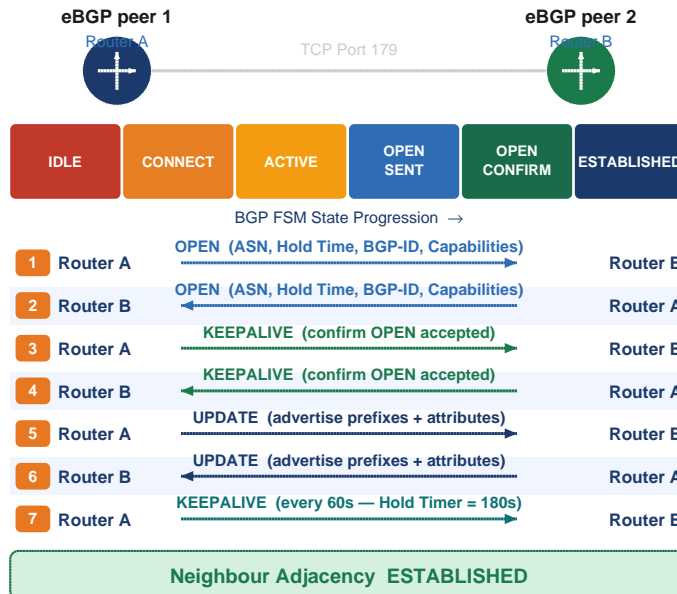 eBGP peer 1
eBGP peer 2
Router A
Router B
TCP Port 179
IDLE
CONNECT
ACTIVE
OPEN
SENT
OPEN
CONFIRM
ESTABLISHED
BGP FSM State Progression →
OPEN (ASN, Hold Time, BGP-ID, Capabilities)
1 Router A Router B
OPEN (ASN, Hold Time, BGP-ID, Capabilities)
2 Router B Router A
KEEPALIVE (confirm OPEN accepted)
3 Router A Router B
KEEPALIVE (confirm OPEN accepted)
4 Router B Router A
UPDATE (advertise prefixes + attributes)
5 Router A Router B
UPDATE (advertise prefixes + attributes)
6 Router B Router A
KEEPALIVE (every 60s — Hold Timer = 180s)
7 Router A Router B
Neighbour Adjacency ESTABLISHED